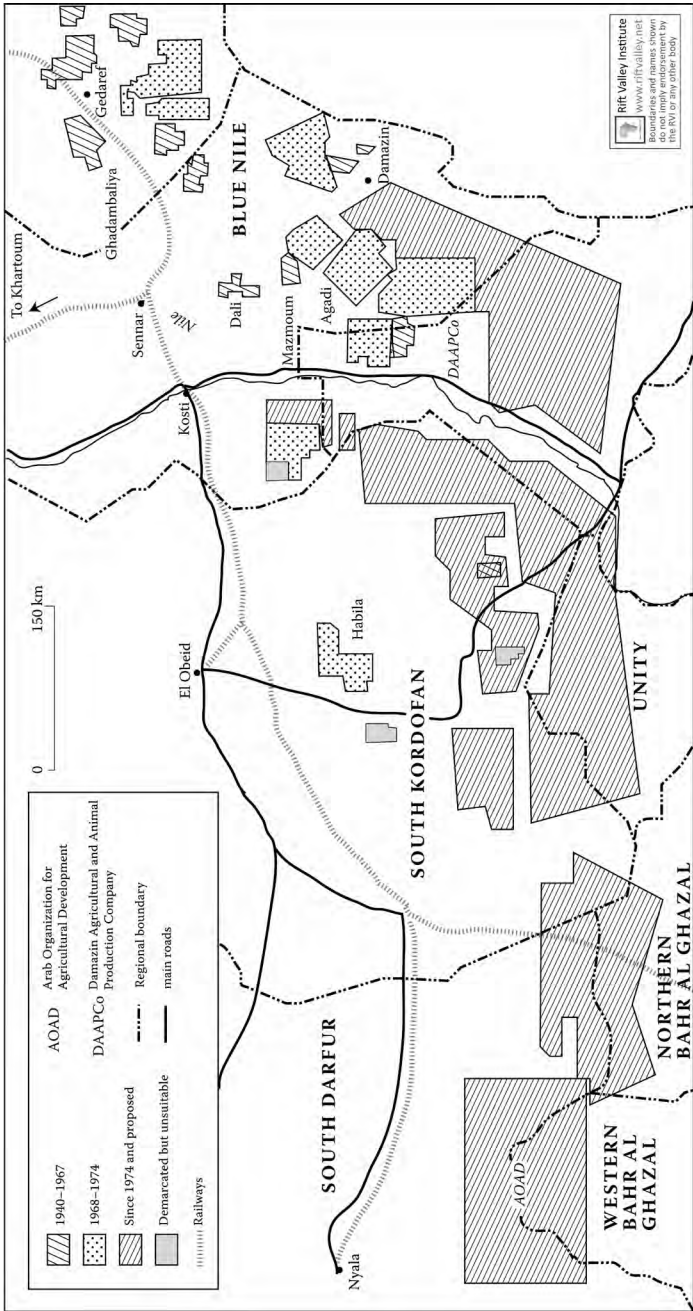 1940–1967
1968–1974
Since 1974 and proposed
Demarcated but unsuitable
Railways
AOAD
Arab Organization for
Agricultural Development
DAAPCo
Damazin Agricultural and Animal
Production Company
Regional boundary
main roads
0
150 km
To Khartoum
Ghadambaliya
Gedaref
Sennar
Nile
Kosti
BLUE NILE
Dali
Mazmoum
Agadi
Damazin
DAAPCo
El Obeid
Habila
SOUTH KORDOFAN
UNITY
SOUTH DARFUR
Nyala
AOAD
WESTERN
BAHR AL
GHAZAL
NORTHERN
BAHR AL GHAZAL
Rift Valley Institute
www.riftvalley.net
Boundaries and names shown
do not imply endorsement by
the RVI or any other body